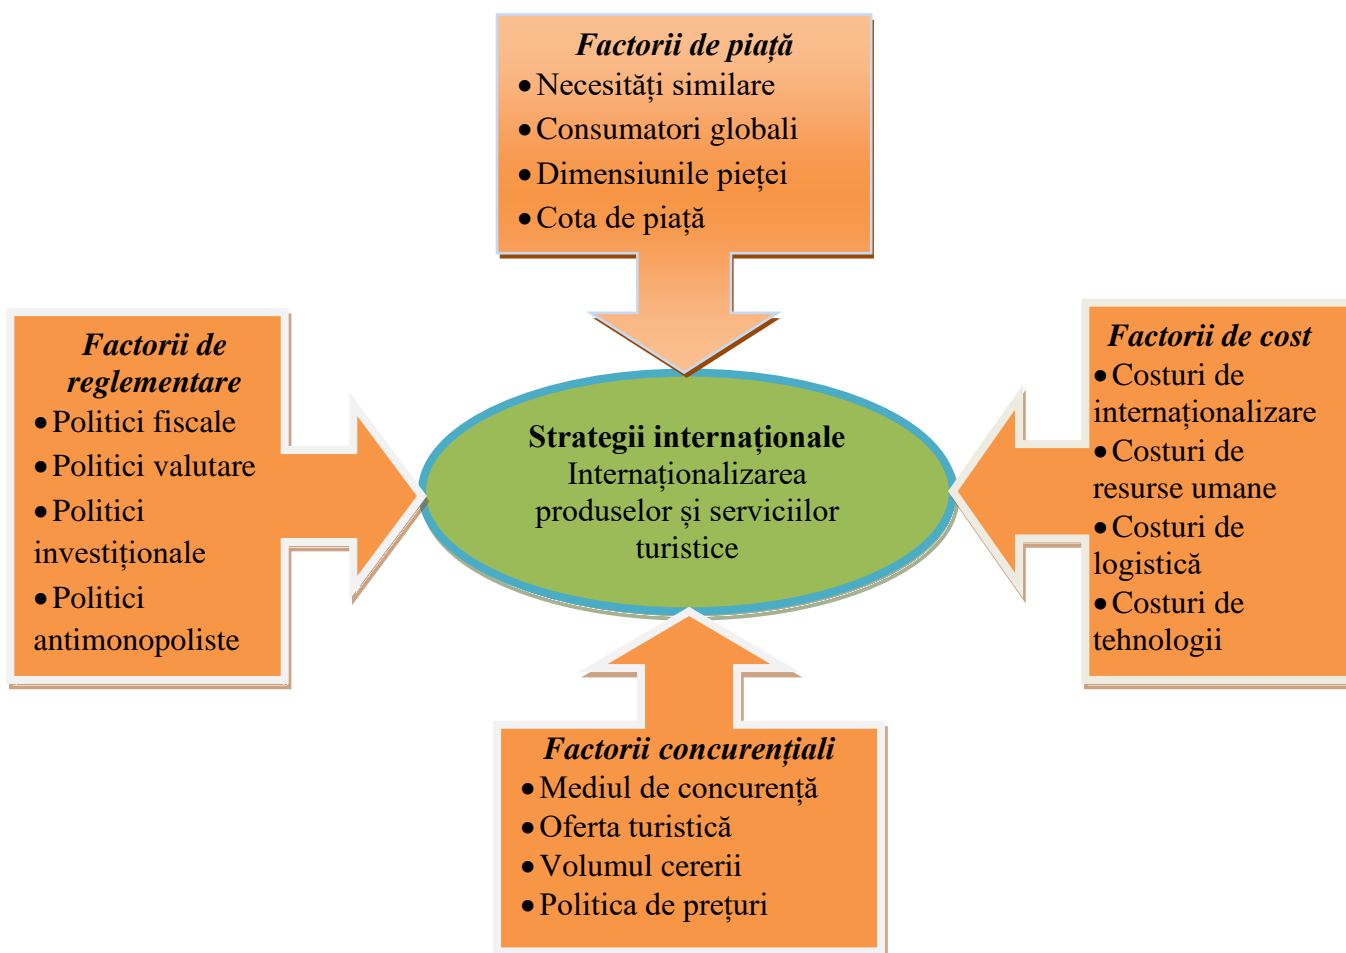 Factorii de piață
•Necesități similare
•Consumatori globali
•Dimensiunile pieței
•Cota de piață
Factorii de
reglementare
•Politici fiscale
•Politici valutare
•Politici
investiționale
•Politici
antimonopoliste
Strategii internaționale
Internaționalizarea
produselor și serviciilor
turistice
Factorii de cost
•Costuri de
internaționalizare
•Costuri de
resurse umane
•Costuri de
logistică
•Costuri de
tehnologii
Factorii concurențiali
•Mediul de concurență
•Oferta turistică
•Volumul cererii
•Politica de prețuri